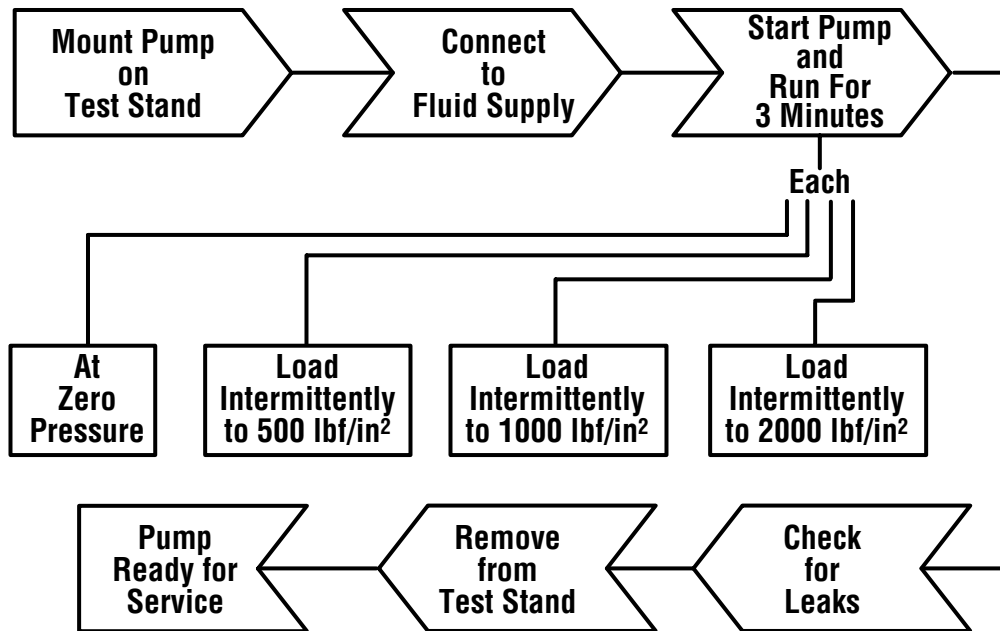 Mount Pump
on
Test Stand
Connect
to
Fluid Supply
Start Pump
and
Run For
3 Minutes
Each
At
Zero
Pressure
Load
Intermittently
to 500 lbf/in²
Load
Intermittently
to 1000 lbf/in²
Load
Intermittently
to 2000 lbf/in²
Check
for
Leaks
Remove
from
Test Stand
Pump
Ready for
Service